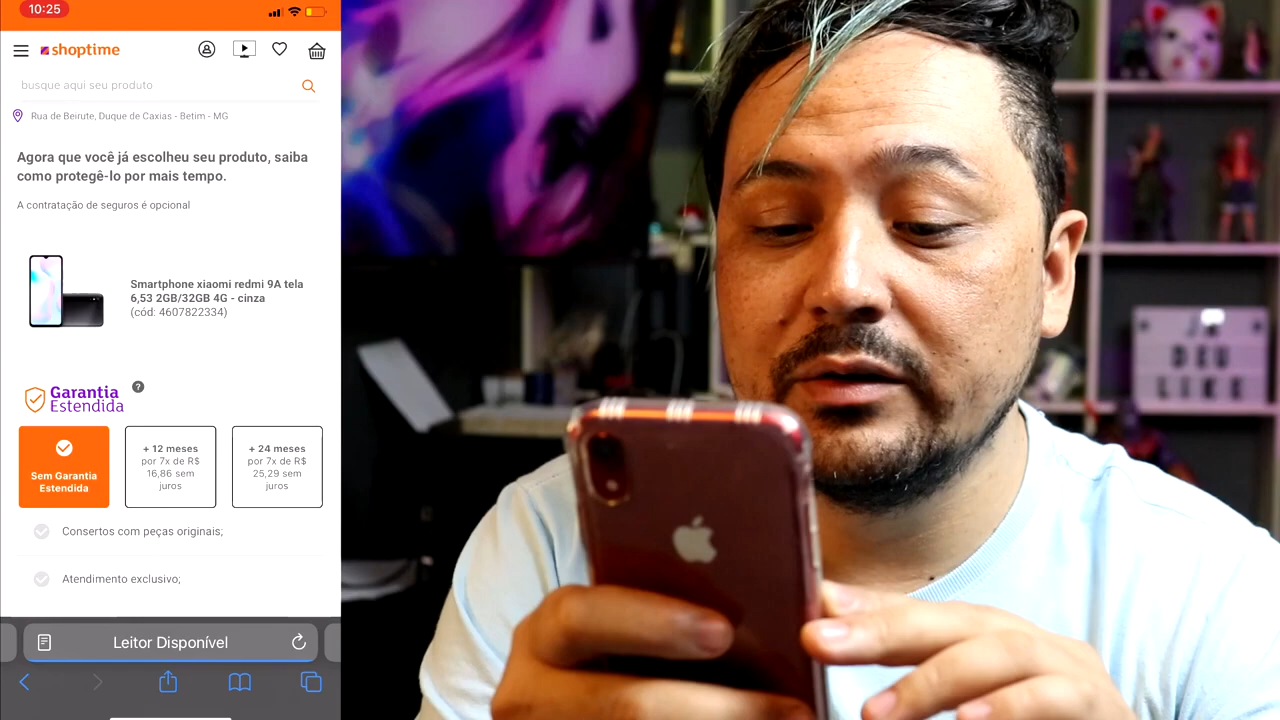 10:25
shoptime
busque aqui seu produto
Rua de Beirute, Duque de Caxias - Betim - MG
Agora que você já escolheu seu produto, saiba
como protegê-lo por mais tempo.
A contratação de seguros é opcional
Smartphone xiaomi redmi 9A tela
6,53 2GB/32GB 4G - cinza
(cód: 4607822334)
Garantia
Estendida
?
Sem Garantia
Estendida
+ 12 meses
por 7x de R$
16,86 sem
juros
+ 24 meses
por 7x de R$
25,29 sem
juros
Consertos com peças originais;
Atendimento exclusivo;
Leitor Disponível
JÁ
DEU
LIKE